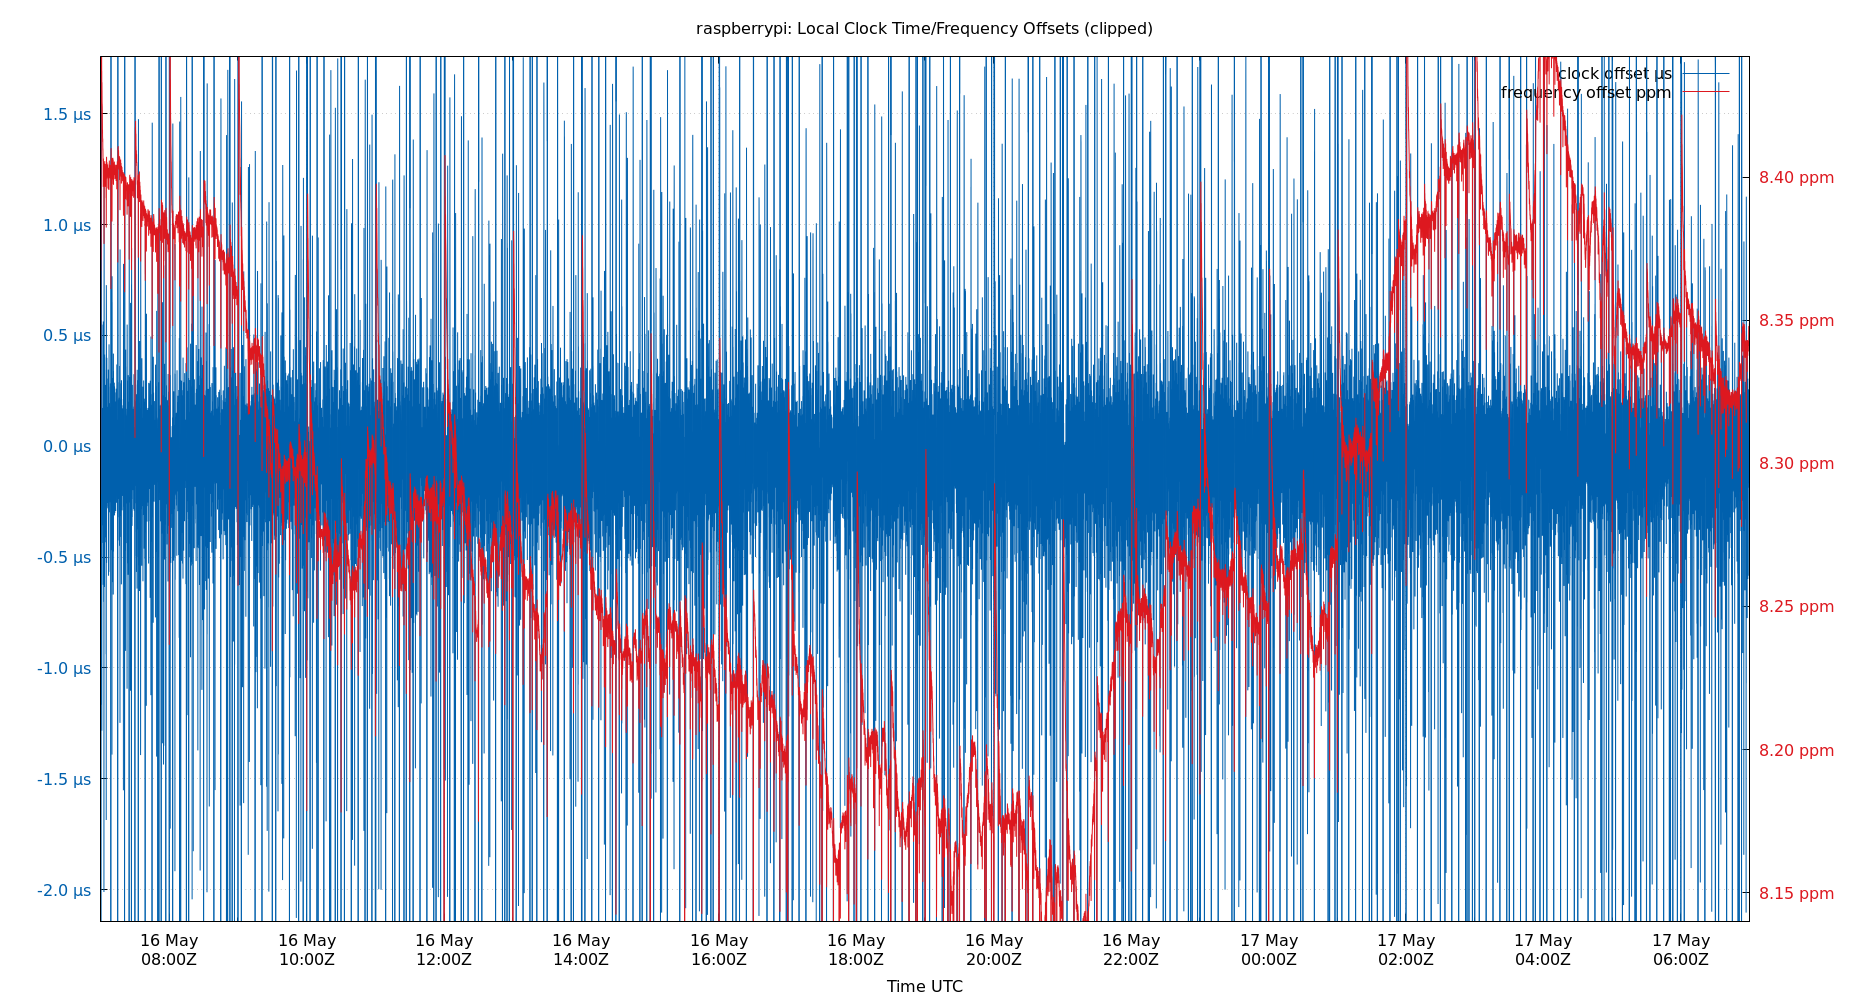 raspberrypi: Local Clock Time/Frequency Offsets (clipped)
clock offset µs
frequency offset ppm
1.5 µs
1.0 µs
0.5 µs
0.0 µs
-0.5 µs
-1.0 µs
-1.5 µs
-2.0 µs
8.40 ppm
8.35 ppm
8.30 ppm
8.25 ppm
8.20 ppm
8.15 ppm
16 May 16 May 16 May 16 May 16 May 16 May 16 May 16 May 17 May 17 May 17 May 17 May
08:00Z 10:00Z 12:00Z 14:00Z 16:00Z 18:00Z 20:00Z 22:00Z 00:00Z 02:00Z 04:00Z 06:00Z
Time UTC